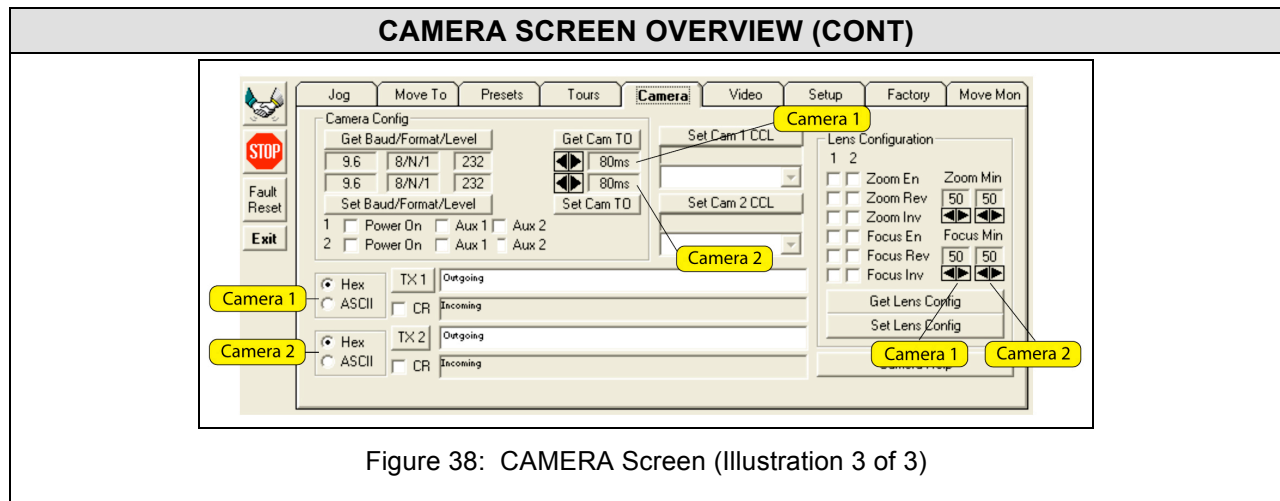 CAMERA SCREEN OVERVIEW (CONT)
Jog Move To Presets Tours Camera Video Setup Factory Move Mon
STOP
Fault
Reset
Exit
Camera Config
Get Baud/Format/Level Get Cam TO
9.6 8/N/1 232 80ms
9.6 8/N/1 232 80ms
Set Baud/Format/Level Set Cam TO
1 Power On Aux 1 Aux 2
2 Power On Aux 1 Aux 2
Camera 1
Set Cam 1 CCL
Set Cam 2 CCL
Camera 2
Lens Configuration
1 2
Zoom En Zoom Min
Zoom Rev 50 50
Zoom Inv
Focus En Focus Min
Focus Rev 50 50
Focus Inv
Get Lens Config
Set Lens Config
Camera 1 Camera 2
Camera Help
Camera 1
Hex TX 1 Outgoing
ASCII CR Incoming
Camera 2
Hex TX 2 Outgoing
ASCII CR Incoming
Figure 38: CAMERA Screen (Illustration 3 of 3)